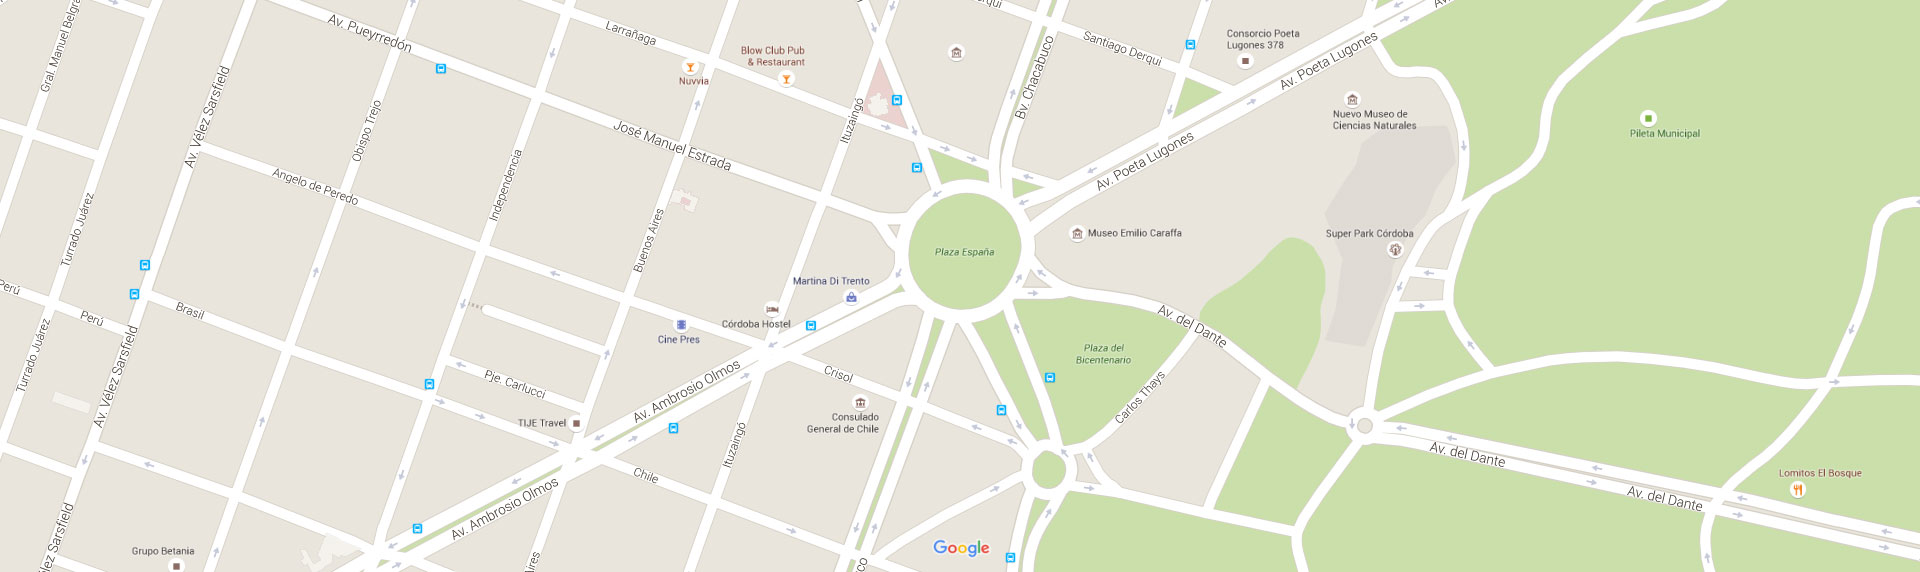 Gral. Manuel Belgra
Av. Pueyrredón
Larrañaga
erqui
Av.
Av. Vélez Sarsfield
Obispo Trejo
Nuvvia
Blow Club Pub
& Restaurant
Ituzaingó
Bv. Chacabuco
Santiago Derqui
Consorcio Poeta
Lugones 378
Av. Poeta Lugones
Nuevo Museo de
Ciencias Naturales
Pileta Municipal
José Manuel Estrada
Av. Poeta Lugones
Angelo de Peredo
Independencia
Turrado Juárez
Buenos Aires
Plaza España
Museo Emilio Caraffa
Super Park Córdoba
Perú
Perú
Brasil
Martina Di Trento
Córdoba Hostel
Cine Pres
Av. del Dante
Turrado Juárez
Av. Vélez Sarsfield
Plaza del
Bicentenario
Pje. Carlucci
Av. Ambrosio Olmos
Crisol
Carlos Thays
TIJE Travel
Consulado
General de Chile
Ituzaingó
Av. del Dante
Lomitos El Bosque
Chile
Av. del Dante
Av. Ambrosio Olmos
Vélez Sarsfield
Grupo Betania
Aires
co
Google